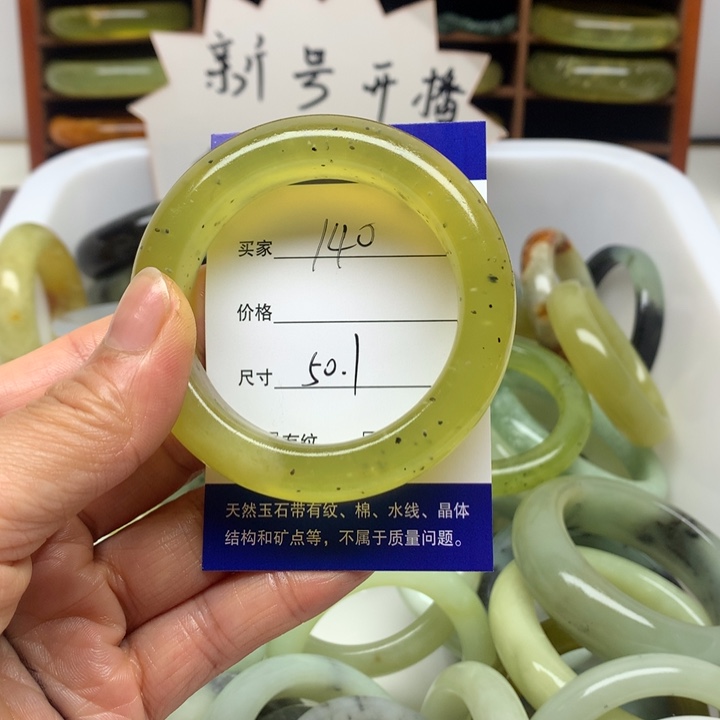 新号开播
买家 140
价格
尺寸 50.1
有纹
天然玉石带有纹、棉、水线、晶体
结构和矿点等，不属于质量问题。